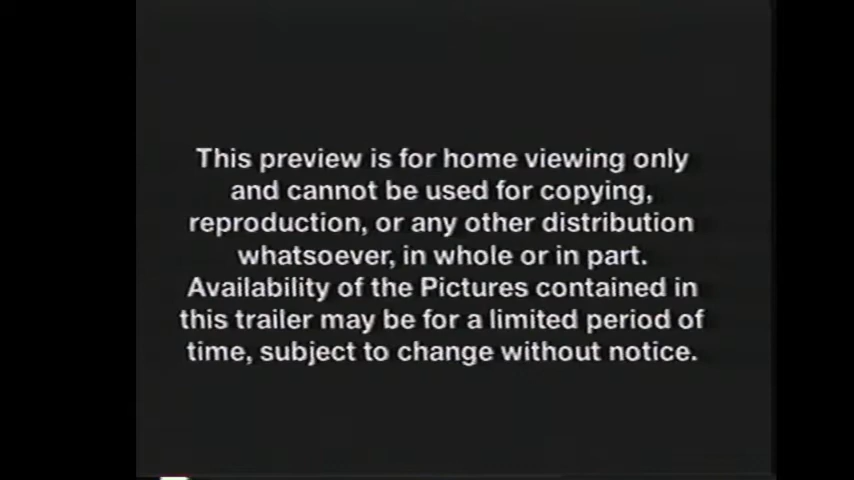 This preview is for home viewing only
and cannot be used for copying,
reproduction, or any other distribution
whatsoever, in whole or in part.
Availability of the Pictures contained in
this trailer may be for a limited period of
time, subject to change without notice.